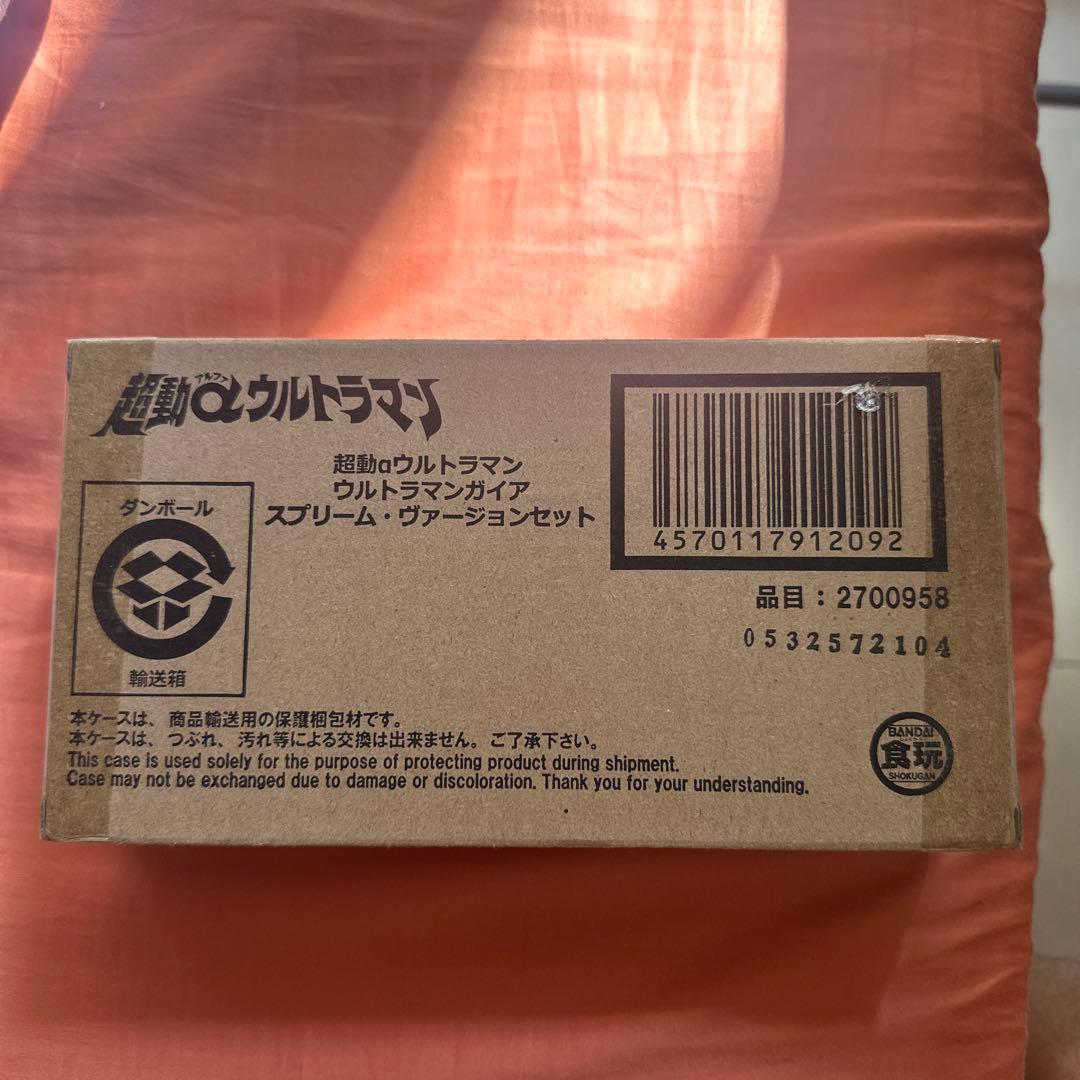 超動αウルトラマン
アルファ
超動αウルトラマン
ウルトラマンガイア
スプリーム・ヴァージョンセット
4570117912092
品目：2700958
0532572104
ダンボール
輸送箱
本ケースは、商品輸送用の保護梱包材です。
本ケースは、つぶれ、汚れ等による交換は出来ません。ご了承下さい。
This case is used solely for the purpose of protecting product during shipment.
Case may not be exchanged due to damage or discoloration. Thank you for your understanding.
BANDAI
食玩
SHOKUGAN